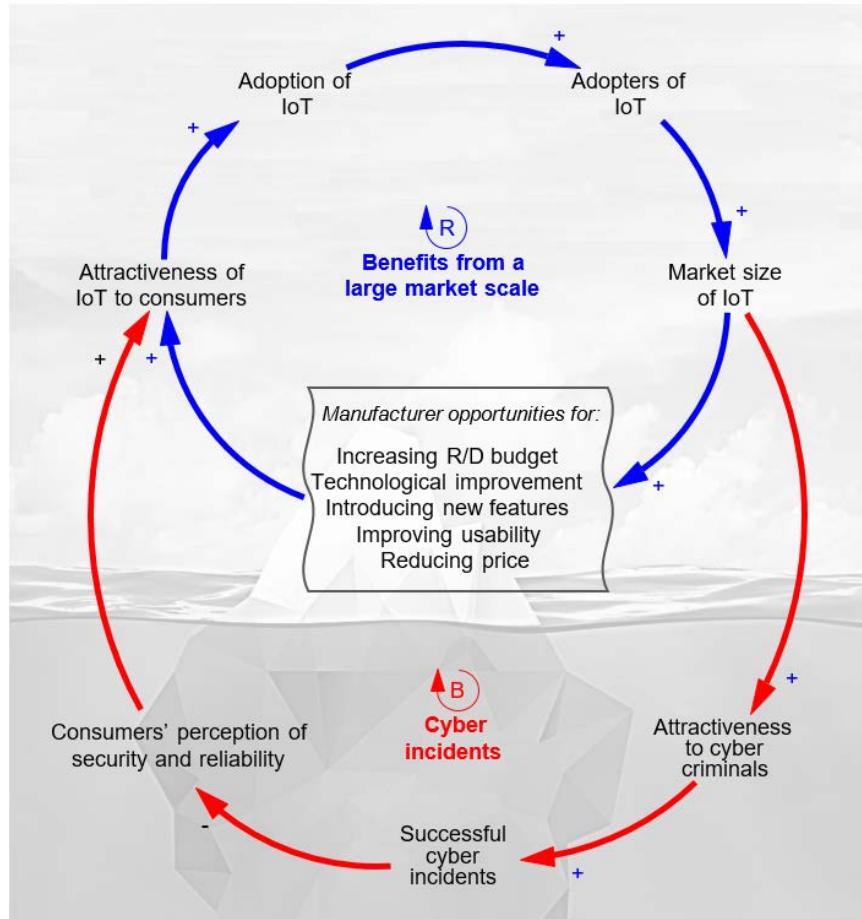 +
Adoption of
IoT
Adopters of
IoT
+
+
R
Benefits from a
large market scale
Attractiveness of
IoT to consumers
Market size
of IoT
+
+
Manufacturer opportunities for:
Increasing R/D budget
Technological improvement
Introducing new features
Improving usability
Reducing price
+
B
Cyber
incidents
+
Consumers’ perception of
security and reliability
Attractiveness
to cyber
criminals
-
Successful
cyber
incidents
+